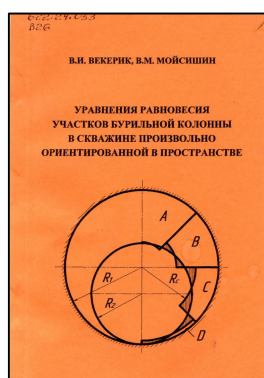 622.24.053
В26
В.И. ВЕКЕРИК, В.М. МОЙСИШИН
УРАВНЕНИЯ РАВНОВЕСИЯ
УЧАСТКОВ БУРИЛЬНОЙ КОЛОННЫ
В СКВАЖИНЕ ПРОИЗВОЛЬНО
ОРИЕНТИРОВАННОЙ В ПРОСТРАНСТВЕ
A
B
R₁
Rc
C
R₂
D